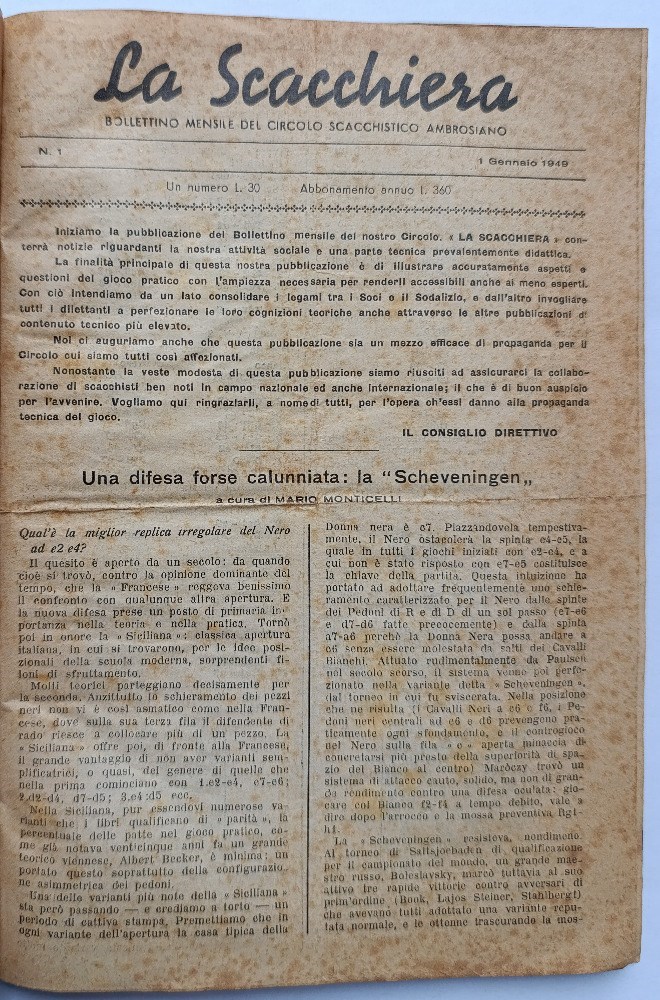 La Scacchiera
BOLLETTINO MENSILE DEL CIRCOLO SCACCHISTICO AMBROSIANO
N. 1
1 Gennaio 1949
Un numero L. 30 Abbonamento annuo L. 360
Iniziamo la pubblicazione del Bollettino mensile del nostro Circolo. « LA SCACCHIERA » con-
terrà notizie riguardanti la nostra attività sociale e una parte tecnica prevalentemente didattica.
La finalità principale di questa nostra pubblicazione è di illustrare accuratamente aspetti e
questioni del gioco pratico con l'ampiezza necessaria per renderli accessibili anche ai meno esperti.
Con ciò intendiamo da un lato consolidare i legami tra i Soci e il Sodalizio, e dall'altro invogliare
tutti i dilettanti a perfezionare le loro cognizioni teoriche anche attraverso le altre pubblicazioni di
contenuto tecnico più elevato.
Noi ci auguriamo anche che questa pubblicazione sia un mezzo efficace di propaganda per il
Circolo cui siamo tutti così affezionati.
Nonostante la veste modesta di questa pubblicazione siamo riusciti ad assicurarci la collabo-
razione di scacchisti ben noti in campo nazionale ed anche internazionale; il che è di buon auspicio
per l'avvenire. Vogliamo qui ringraziarli, a nome di tutti, per l'opera ch'essi danno alla propaganda
tecnica del gioco.
IL CONSIGLIO DIRETTIVO
Una difesa forse calunniata: la "Scheveningen„
a cura di MARIO MONTICELLI
Qual'è la miglior replica irregolare del Nero
ad e2 e4?
Il quesito è aperto da un secolo: da quando
cioè si trovò, contro la opinione dominante del
tempo, che la « Francese » reggeva benissimo
il confronto con qualunque altra apertura. E
la nuova difesa prese un posto di primaria im-
portanza nella teoria e nella pratica. Tornò
poi in onore la « Siciliana »: classica apertura
italiana, in cui si trovarono, per le idee posi-
zionali della scuola moderna, sorprendenti fi-
loni di sfruttamento.
Molti teorici parteggiano decisamente per
la seconda. Anzitutto lo schieramento dei pezzi
neri non vi è così asmatico come nella Fran-
cese, dove sulla sua terza fila il difendente di
rado riesce a collocare più di un pezzo. La
« Siciliana » offre poi, di fronte alla Francese,
il grande vantaggio di non aver varianti sem-
plificatrici, o quasi, del genere di quelle che
nella prima cominciano con 1.e2-e4, e7-e6;
2.d2-d4, d7-d5; 3.e4:d5 ecc.
Nella Siciliana, pur essendovi numerose va-
rianti che i libri qualificano di « parità », la
percentuale delle patte nel gioco pratico, co-
me già notava venticinque anni fa un grande
teorico viennese, Albert Becker, è minima: un
portato questo soprattutto della configurazio-
ne asimmetrica dei pedoni.
Una delle varianti più note della « Siciliana »
sta però passando — e crediamo a torto — un
periodo di cattiva stampa. Premettiamo che in
ogni variante dell'apertura la casa tipica della
Donna nera è c7. Piazzandovela tempestiva-
mente, il Nero ostacolerà la spinta e4-e5, la
quale in tutti i giochi iniziati con e2-e4, e a
cui non è stato risposto con e7-e5 costituisce
la chiave della partita. Questa intuizione ha
portato ad adottare frequentemente uno schie-
ramento caratterizzato per il Nero dalle spinte
dei Pedoni di R e di D di un sol passo (e7-e6
e d7-d6 fatte precocemente) e dalla spinta
a7-a6 perchè la Donna Nera possa andare a
c6 senza essere molestata da salti dei Cavalli
Bianchi. Attuato rudimentalmente da Paulsen
nel secolo scorso, il sistema venne poi perfe-
zionato nella variante detta « Scheveningen »,
dal torneo in cui fu sviscerata. Nella posizione
che ne risulta (i Cavalli Neri a c6 e f6, i Pe-
doni neri centrali ad e6 e d6 prevengono pra-
ticamente ogni sfondamento, e il controgioco
del Nero sulla fila « c » aperta minaccia di
concretarsi più presto della superiorità di spa-
zio del Bianco al centro) Maróczy trovò un
sistema di attacco cauto, solido, ma non di gran-
de rendimento contro una difesa oculata: gio-
care col Bianco f2-f4 a tempo debito, vale a
dire dopo l'arrocco e la mossa preventiva Rg1-
h1.
La « Scheveningen » resisteva, nondimeno.
Al torneo di Saltsjoebaden di qualificazione
per il campionato del mondo, un grande mae-
stro russo, Boleslavsky, marcò tuttavia al suo
attivo tre rapide vittorie contro avversari di
prim'ordine (Book, Lajos Steiner, Stahlberg!)
che avevano tutti adottato una variante repu-
tata normale, e le ottenne trascurando la mos-